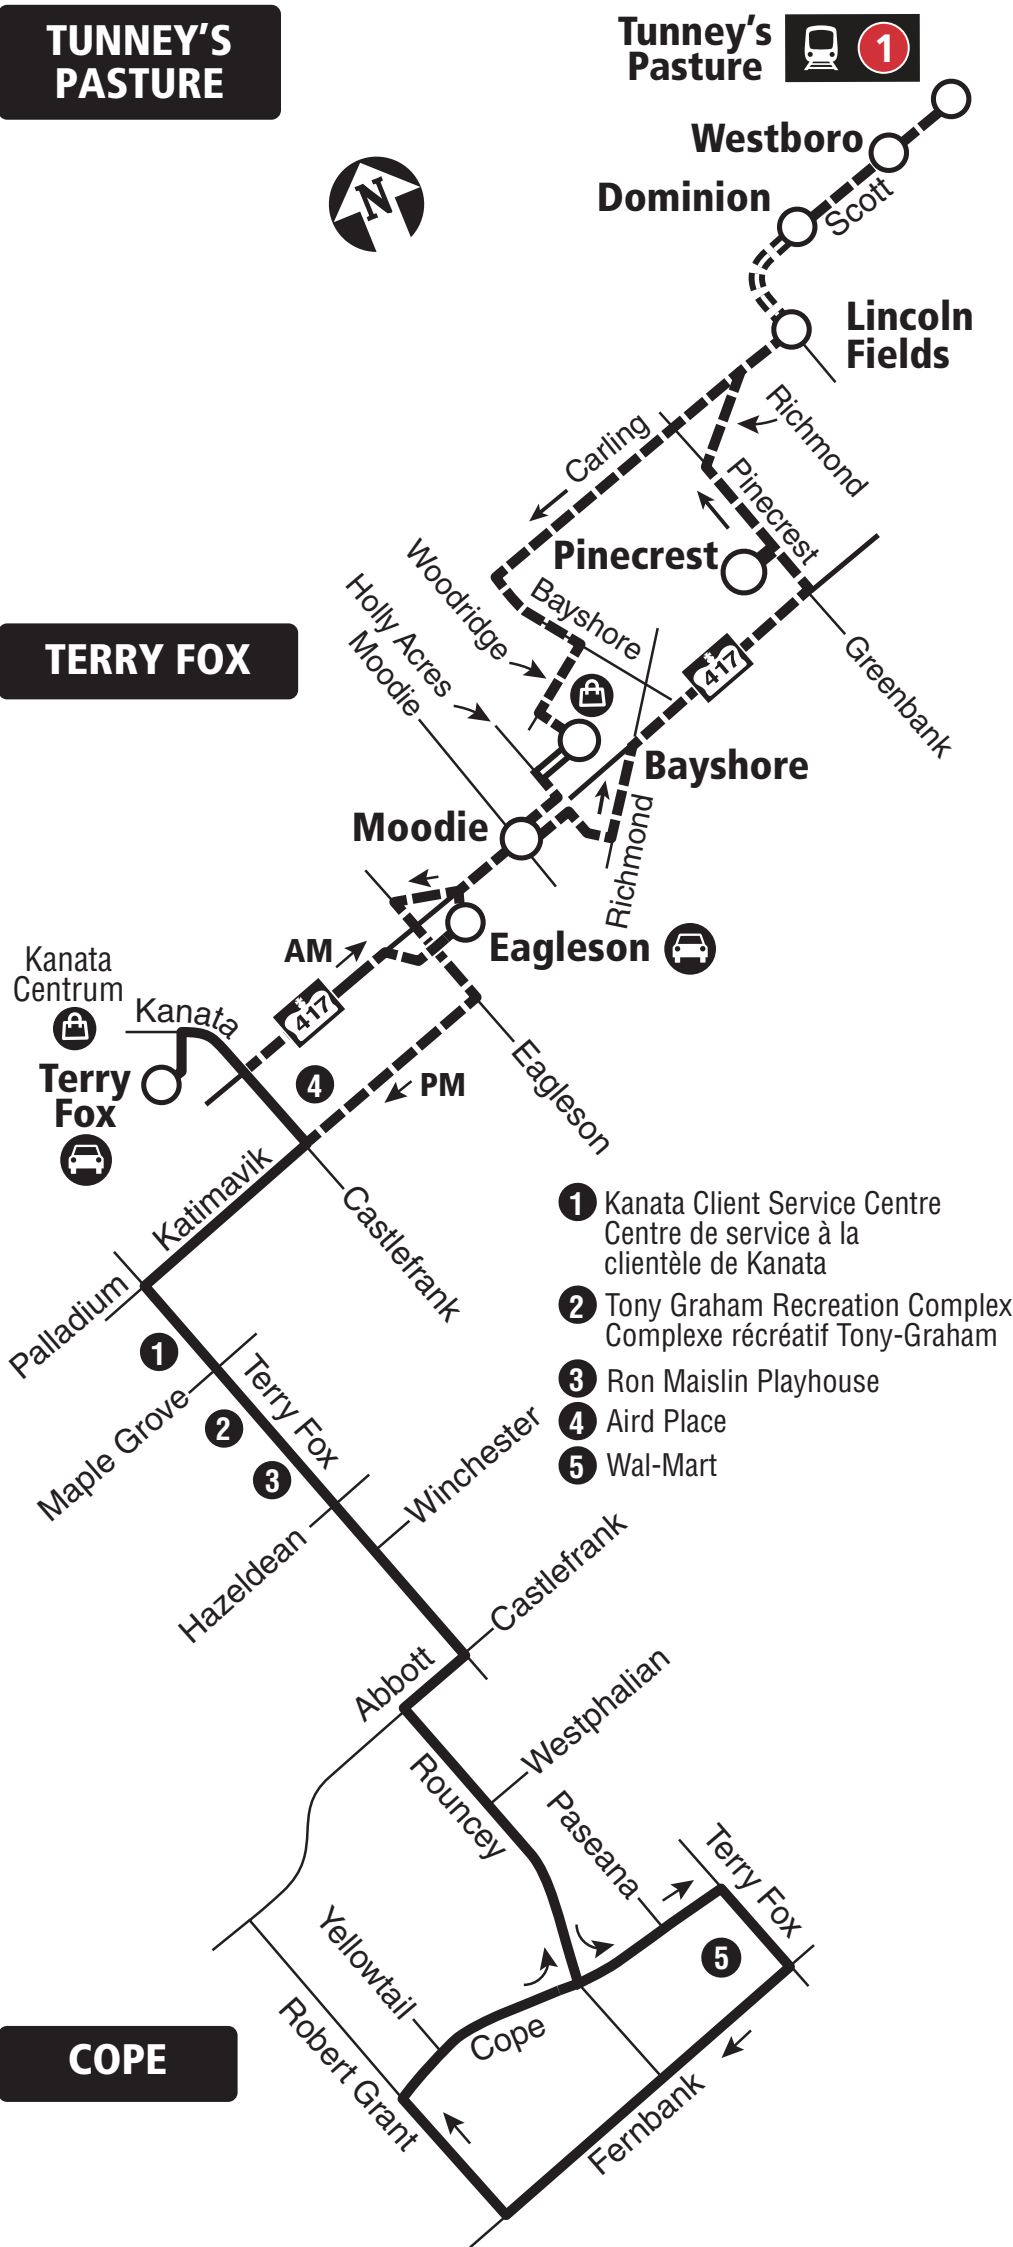 TUNNEY'S
PASTURE
Tunney's
Pasture
1
Westboro
N
Dominion
Scott
Lincoln
Fields
Richmond
Carling
Pinecrest
Pinecrest
Woodridge
Bayshore
Holly Acres
Moodie
TERRY FOX
417
Greenbank
Bayshore
Moodie
Richmond
Eagleson
AM
Kanata
Centrum
417
Kanata
Terry
Fox
4
PM
Eagleson
Katimavik
Castlefrank
1 Kanata Client Service Centre
Centre de service à la
clientèle de Kanata
2 Tony Graham Recreation Complex
Complexe récréatif Tony-Graham
3 Ron Maislin Playhouse
4 Aird Place
5 Wal-Mart
Palladium
1
Terry Fox
Maple Grove
2
3
Winchester
Hazeldean
Castlefrank
Abbott
Westphalian
Rouncey
Paseana
Terry Fox
Yellowtail
5
Robert Grant
Cope
COPE
Fernbank